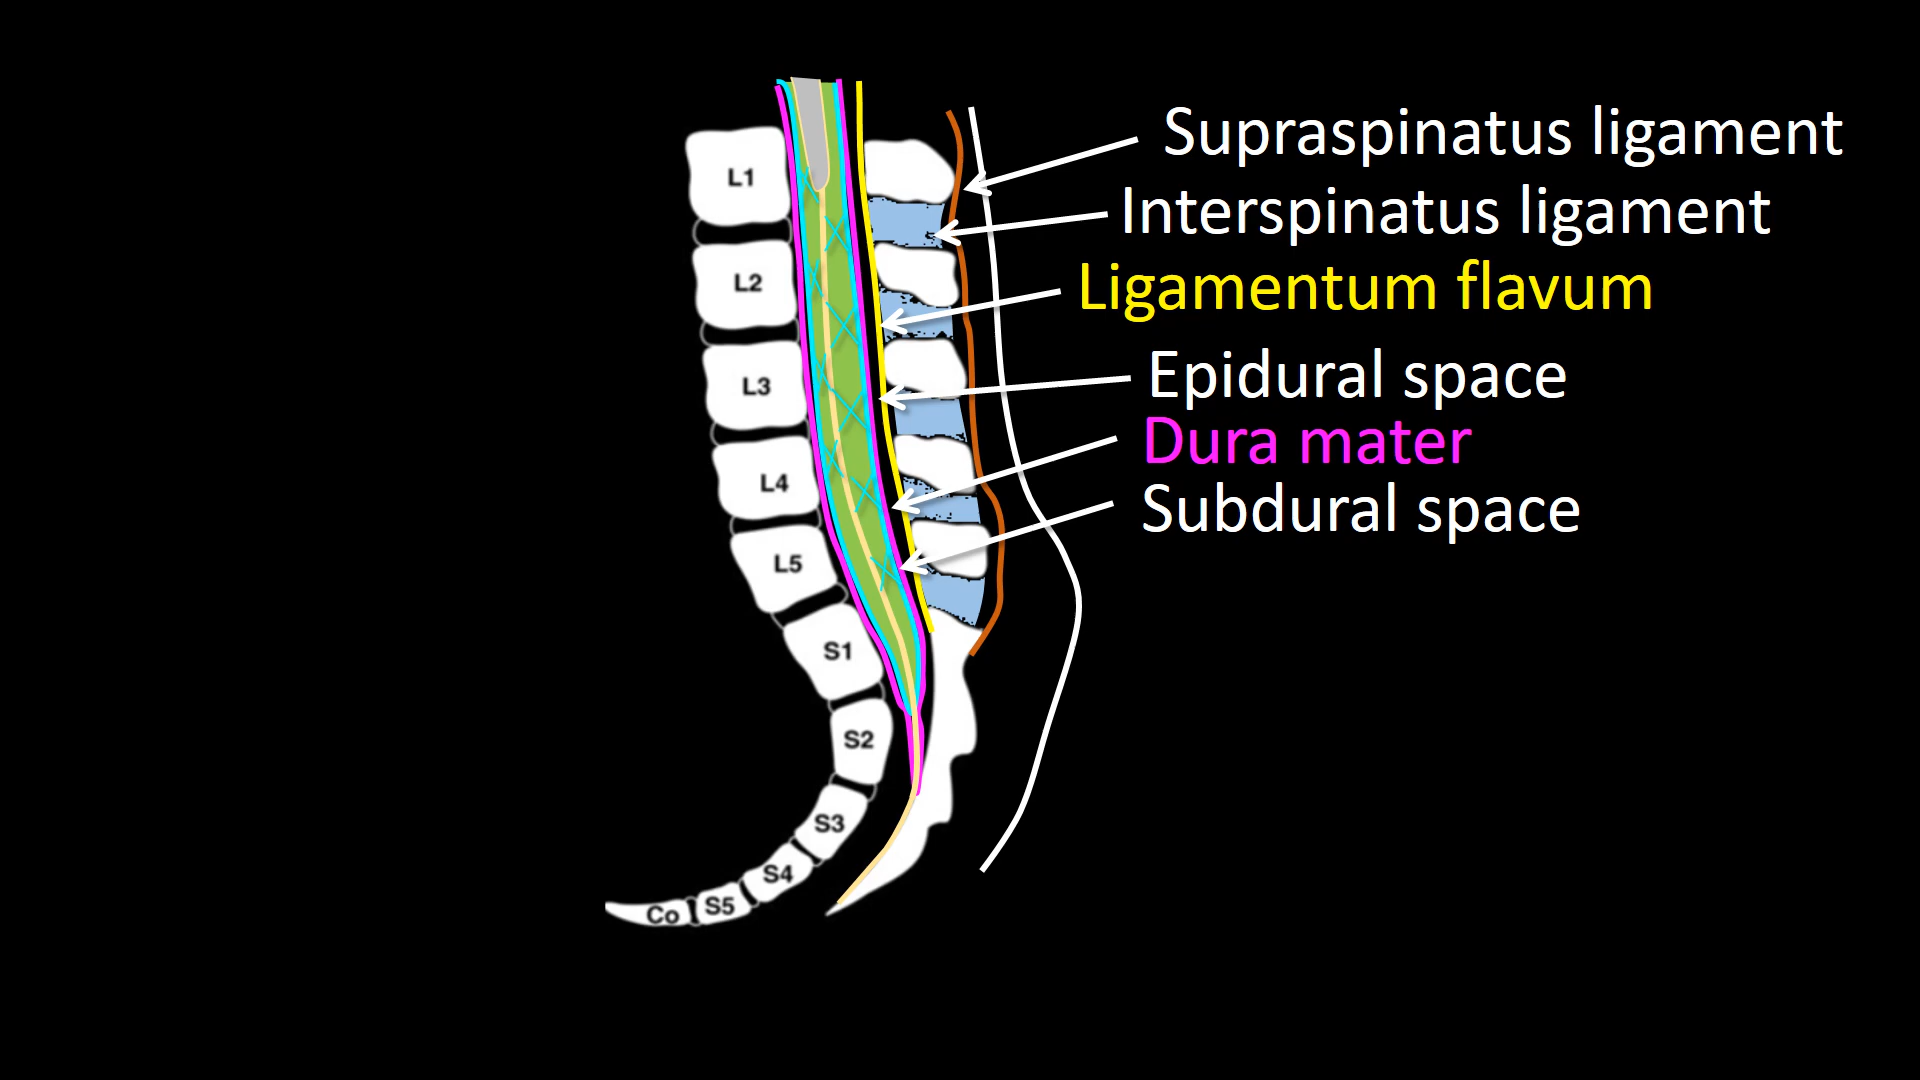 Supraspinatus ligament
L1
Interspinatus ligament
L2
Ligamentum flavum
L3
Epidural space
Dura mater
L4
Subdural space
L5
S1
S2
S3
S4
S5
Co